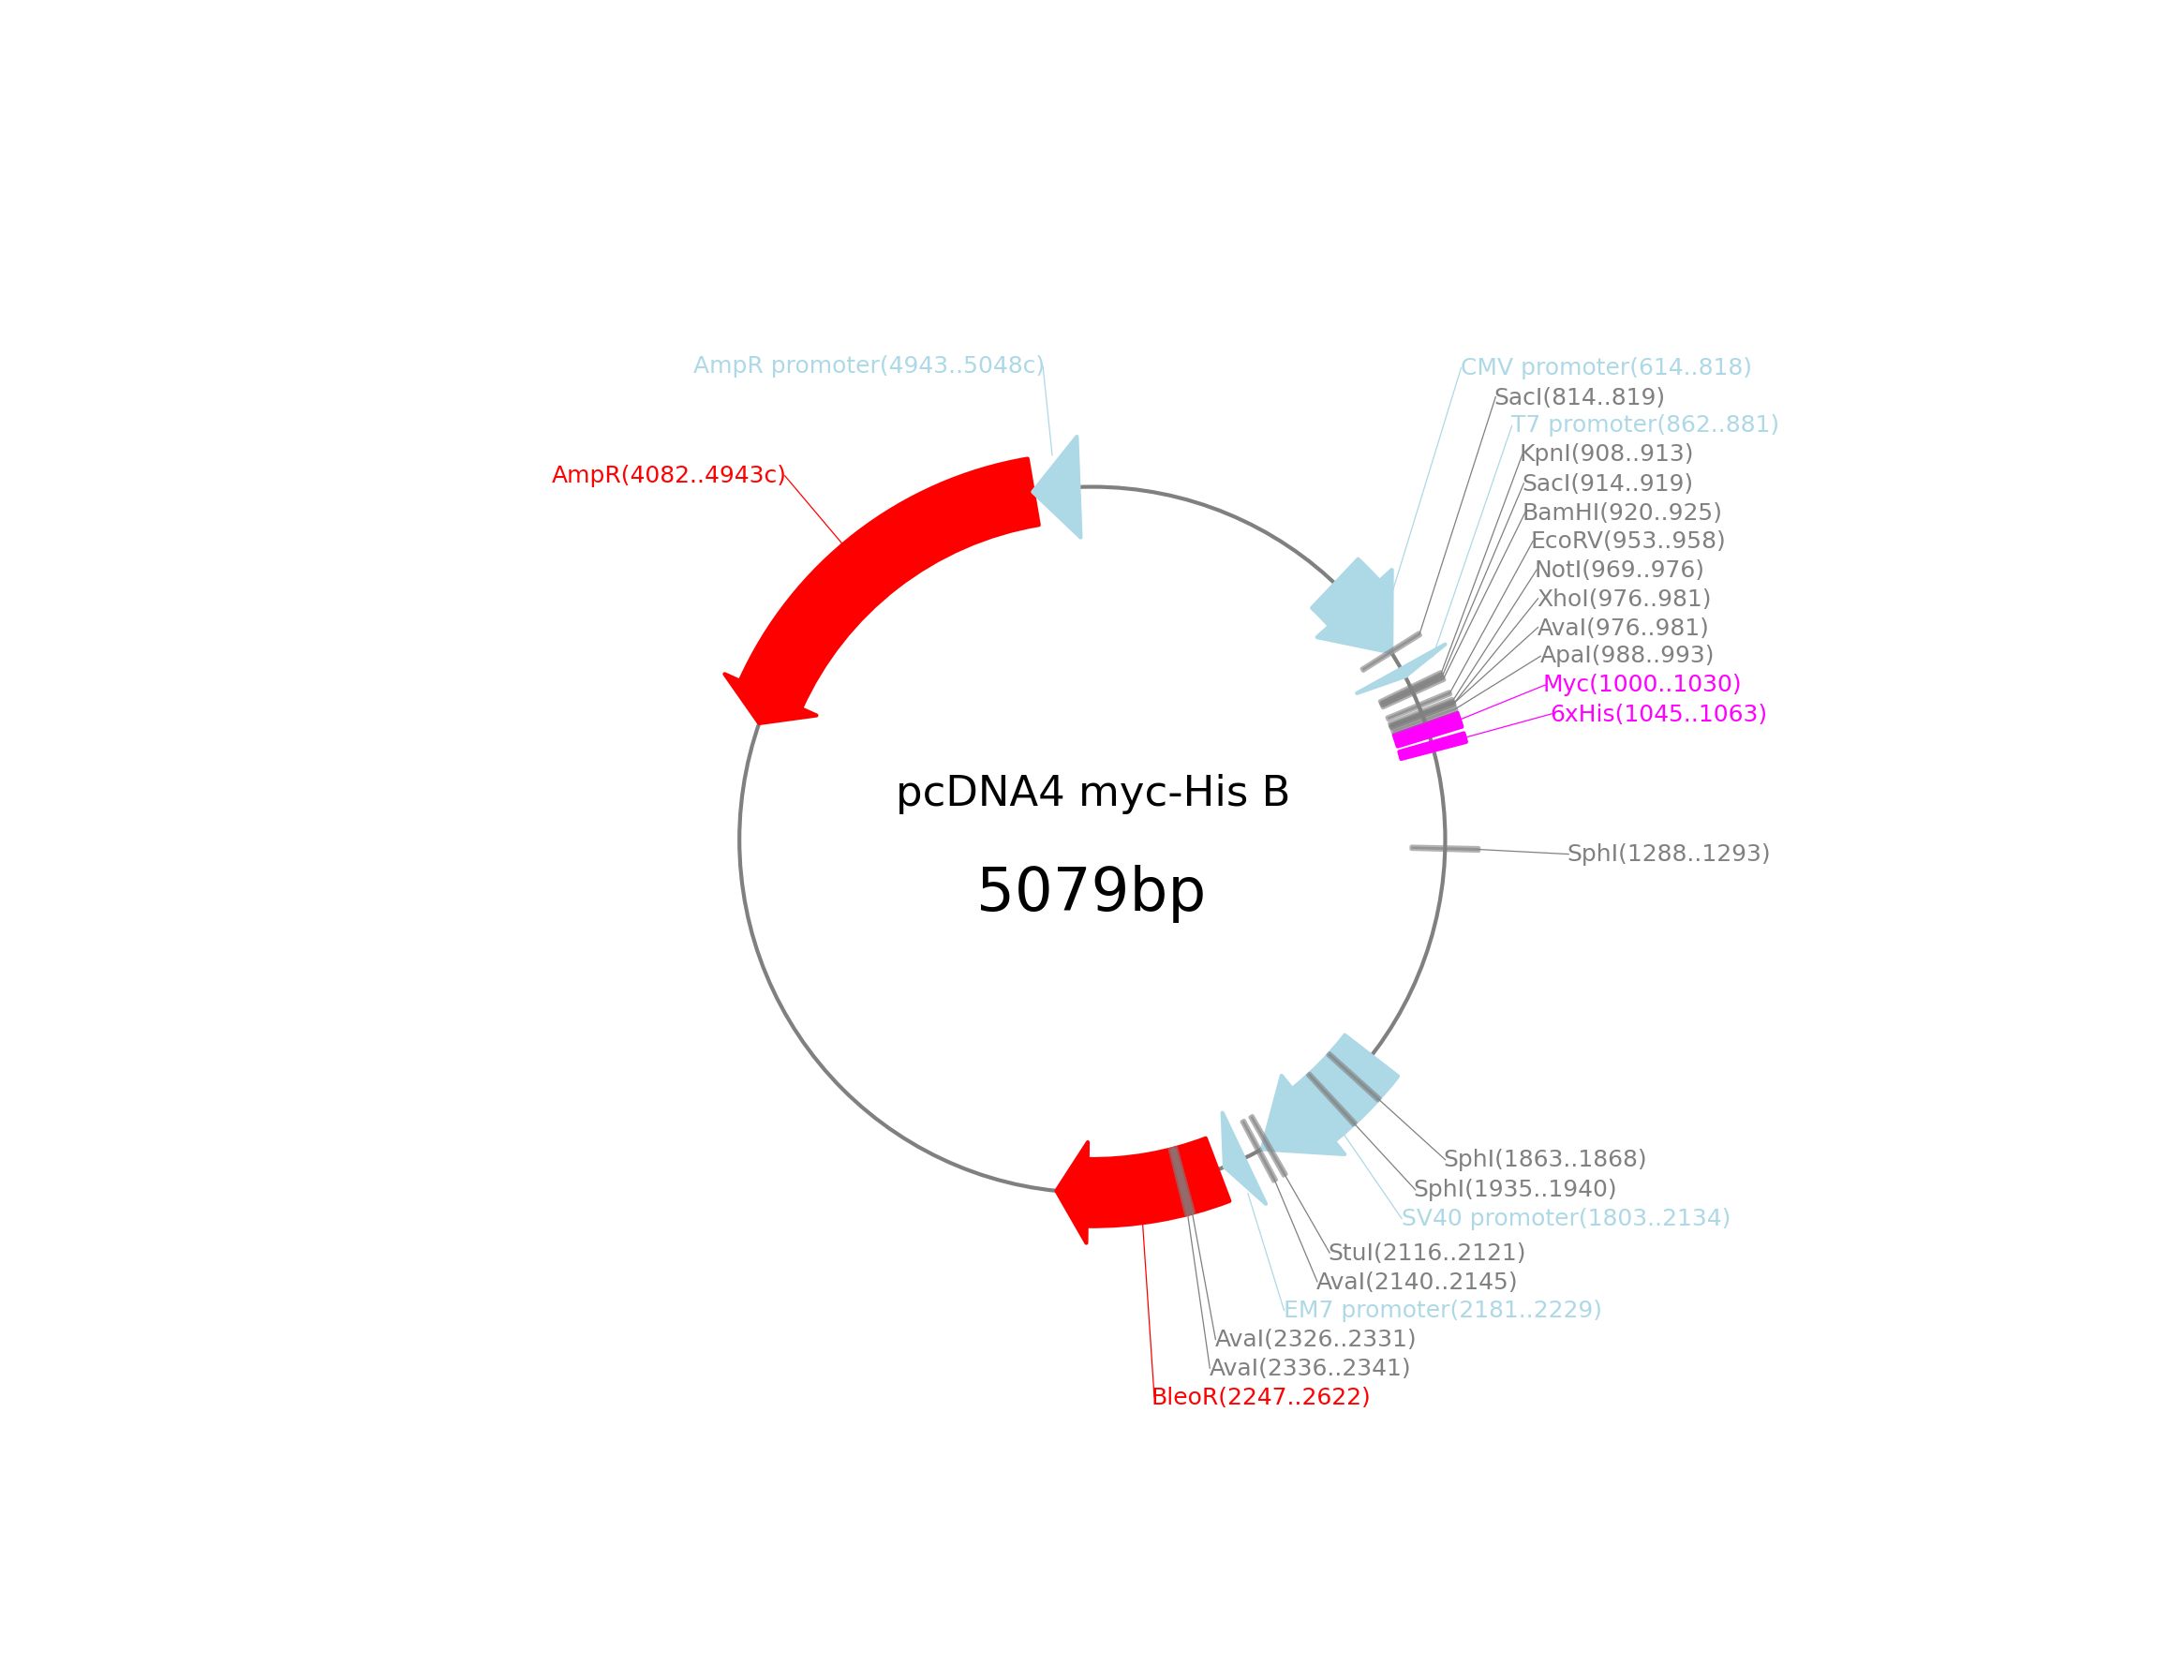 AmpR promoter(4943..5048c)
CMV promoter(614..818)
SacI(814..819)
T7 promoter(862..881)
KpnI(908..913)
AmpR(4082..4943c)
SacI(914..919)
BamHI(920..925)
EcoRV(953..958)
NotI(969..976)
XhoI(976..981)
AvaI(976..981)
ApaI(988..993)
Myc(1000..1030)
6xHis(1045..1063)
pcDNA4 myc-His B
5079bp
SphI(1288..1293)
SphI(1863..1868)
SphI(1935..1940)
SV40 promoter(1803..2134)
StuI(2116..2121)
AvaI(2140..2145)
EM7 promoter(2181..2229)
AvaI(2326..2331)
AvaI(2336..2341)
BleoR(2247..2622)